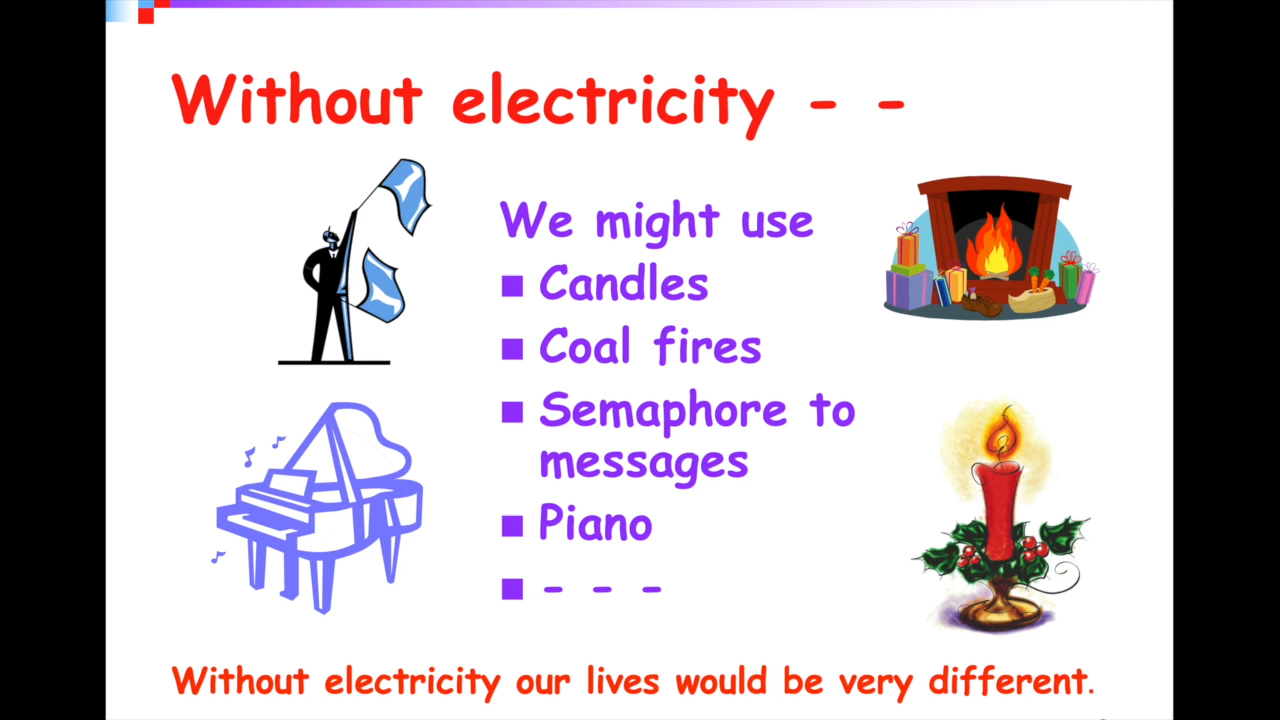 Without electricity - -
We might use
■ Candles
■ Coal fires
■ Semaphore to
messages
■ Piano
■ - - -
Without electricity our lives would be very different.